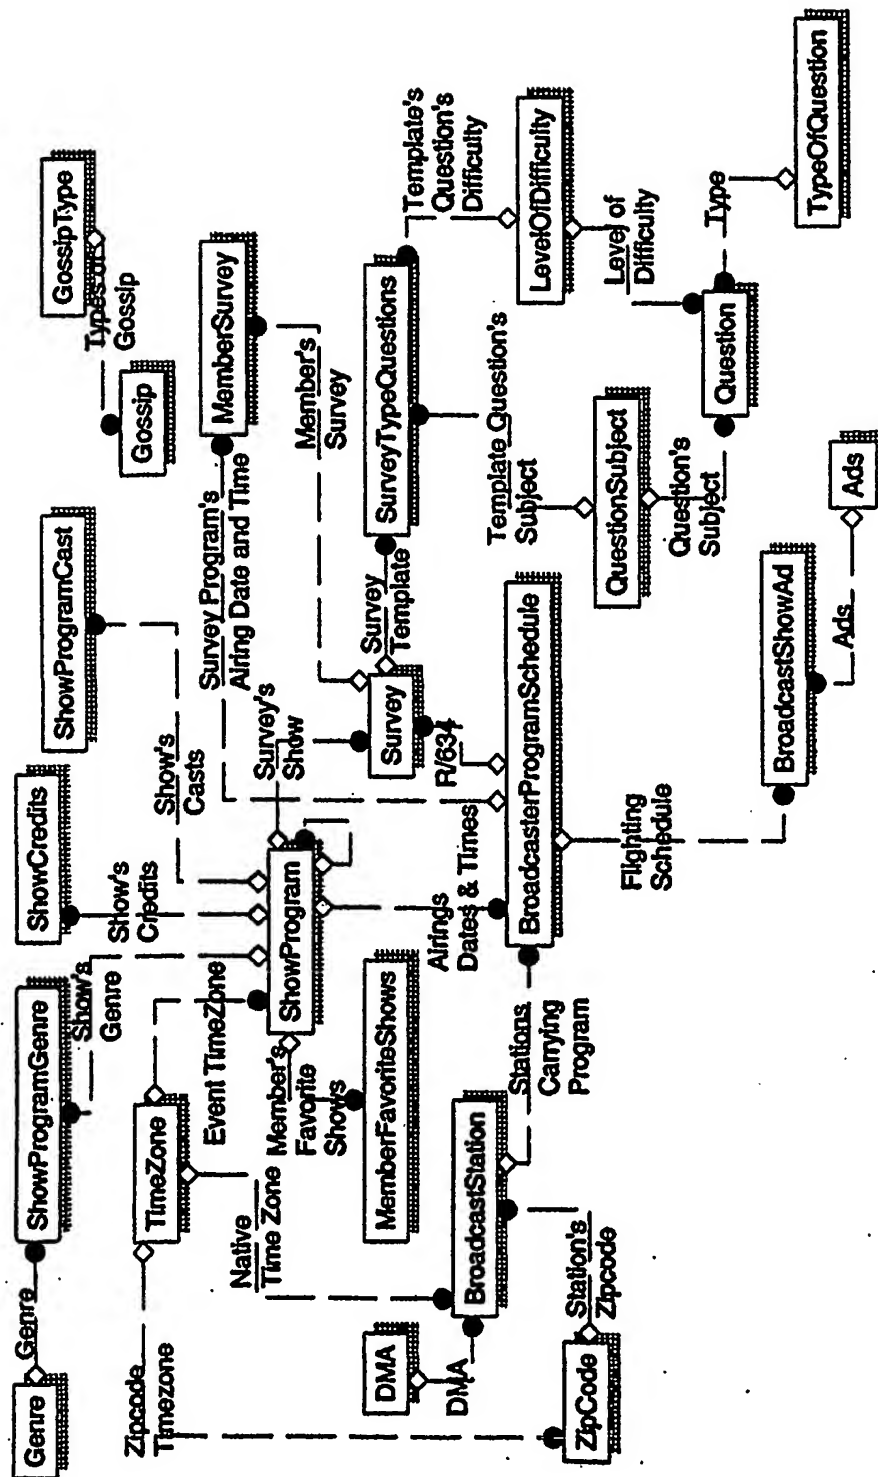 Genre
Genre
ShowProgramGenre
Show's
Genre
ShowCredits
Show's
Credits
ShowProgramCast
Show's
Casts
GossipType
Types of
Gossip
Gossip
Zipcode
Timezone
TimeZone
Event TimeZone
Native
Time Zone
Member's
Favorite
Shows
MemberFavoriteShows
ShowProgram
Survey's
Show
Survey Program's
Airing Date and Time
MemberSurvey
Member's
Survey
Survey
Survey
Template
SurveyTypeQuestions
Template's
Question's
Difficulty
LevelOfDifficulty
Level of
Difficulty
Template Question's
Subject
QuestionSubject
Question's
Subject
Question
Type
TypeOfQuestion
R/634
Airings
Dates & Times
BroadcasterProgramSchedule
Stations
Carrying
Program
DMA
DMA
BroadcastStation
Station's
Zipcode
ZipCode
Flighting
Schedule
BroadcastShowAd
Ads
Ads